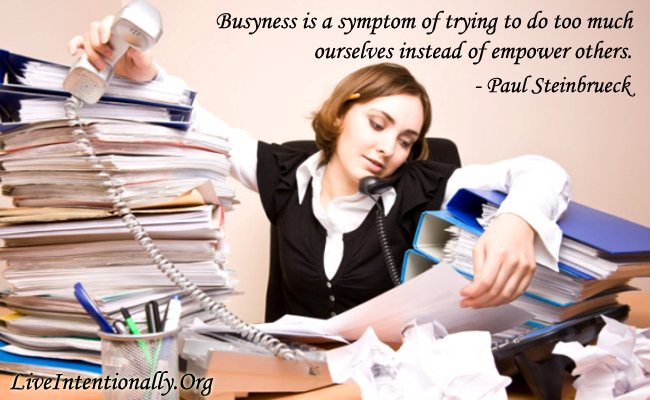 Busyness is a symptom of trying to do too much
ourselves instead of empower others.
- Paul Steinbrueck
LiveIntentionally.Org